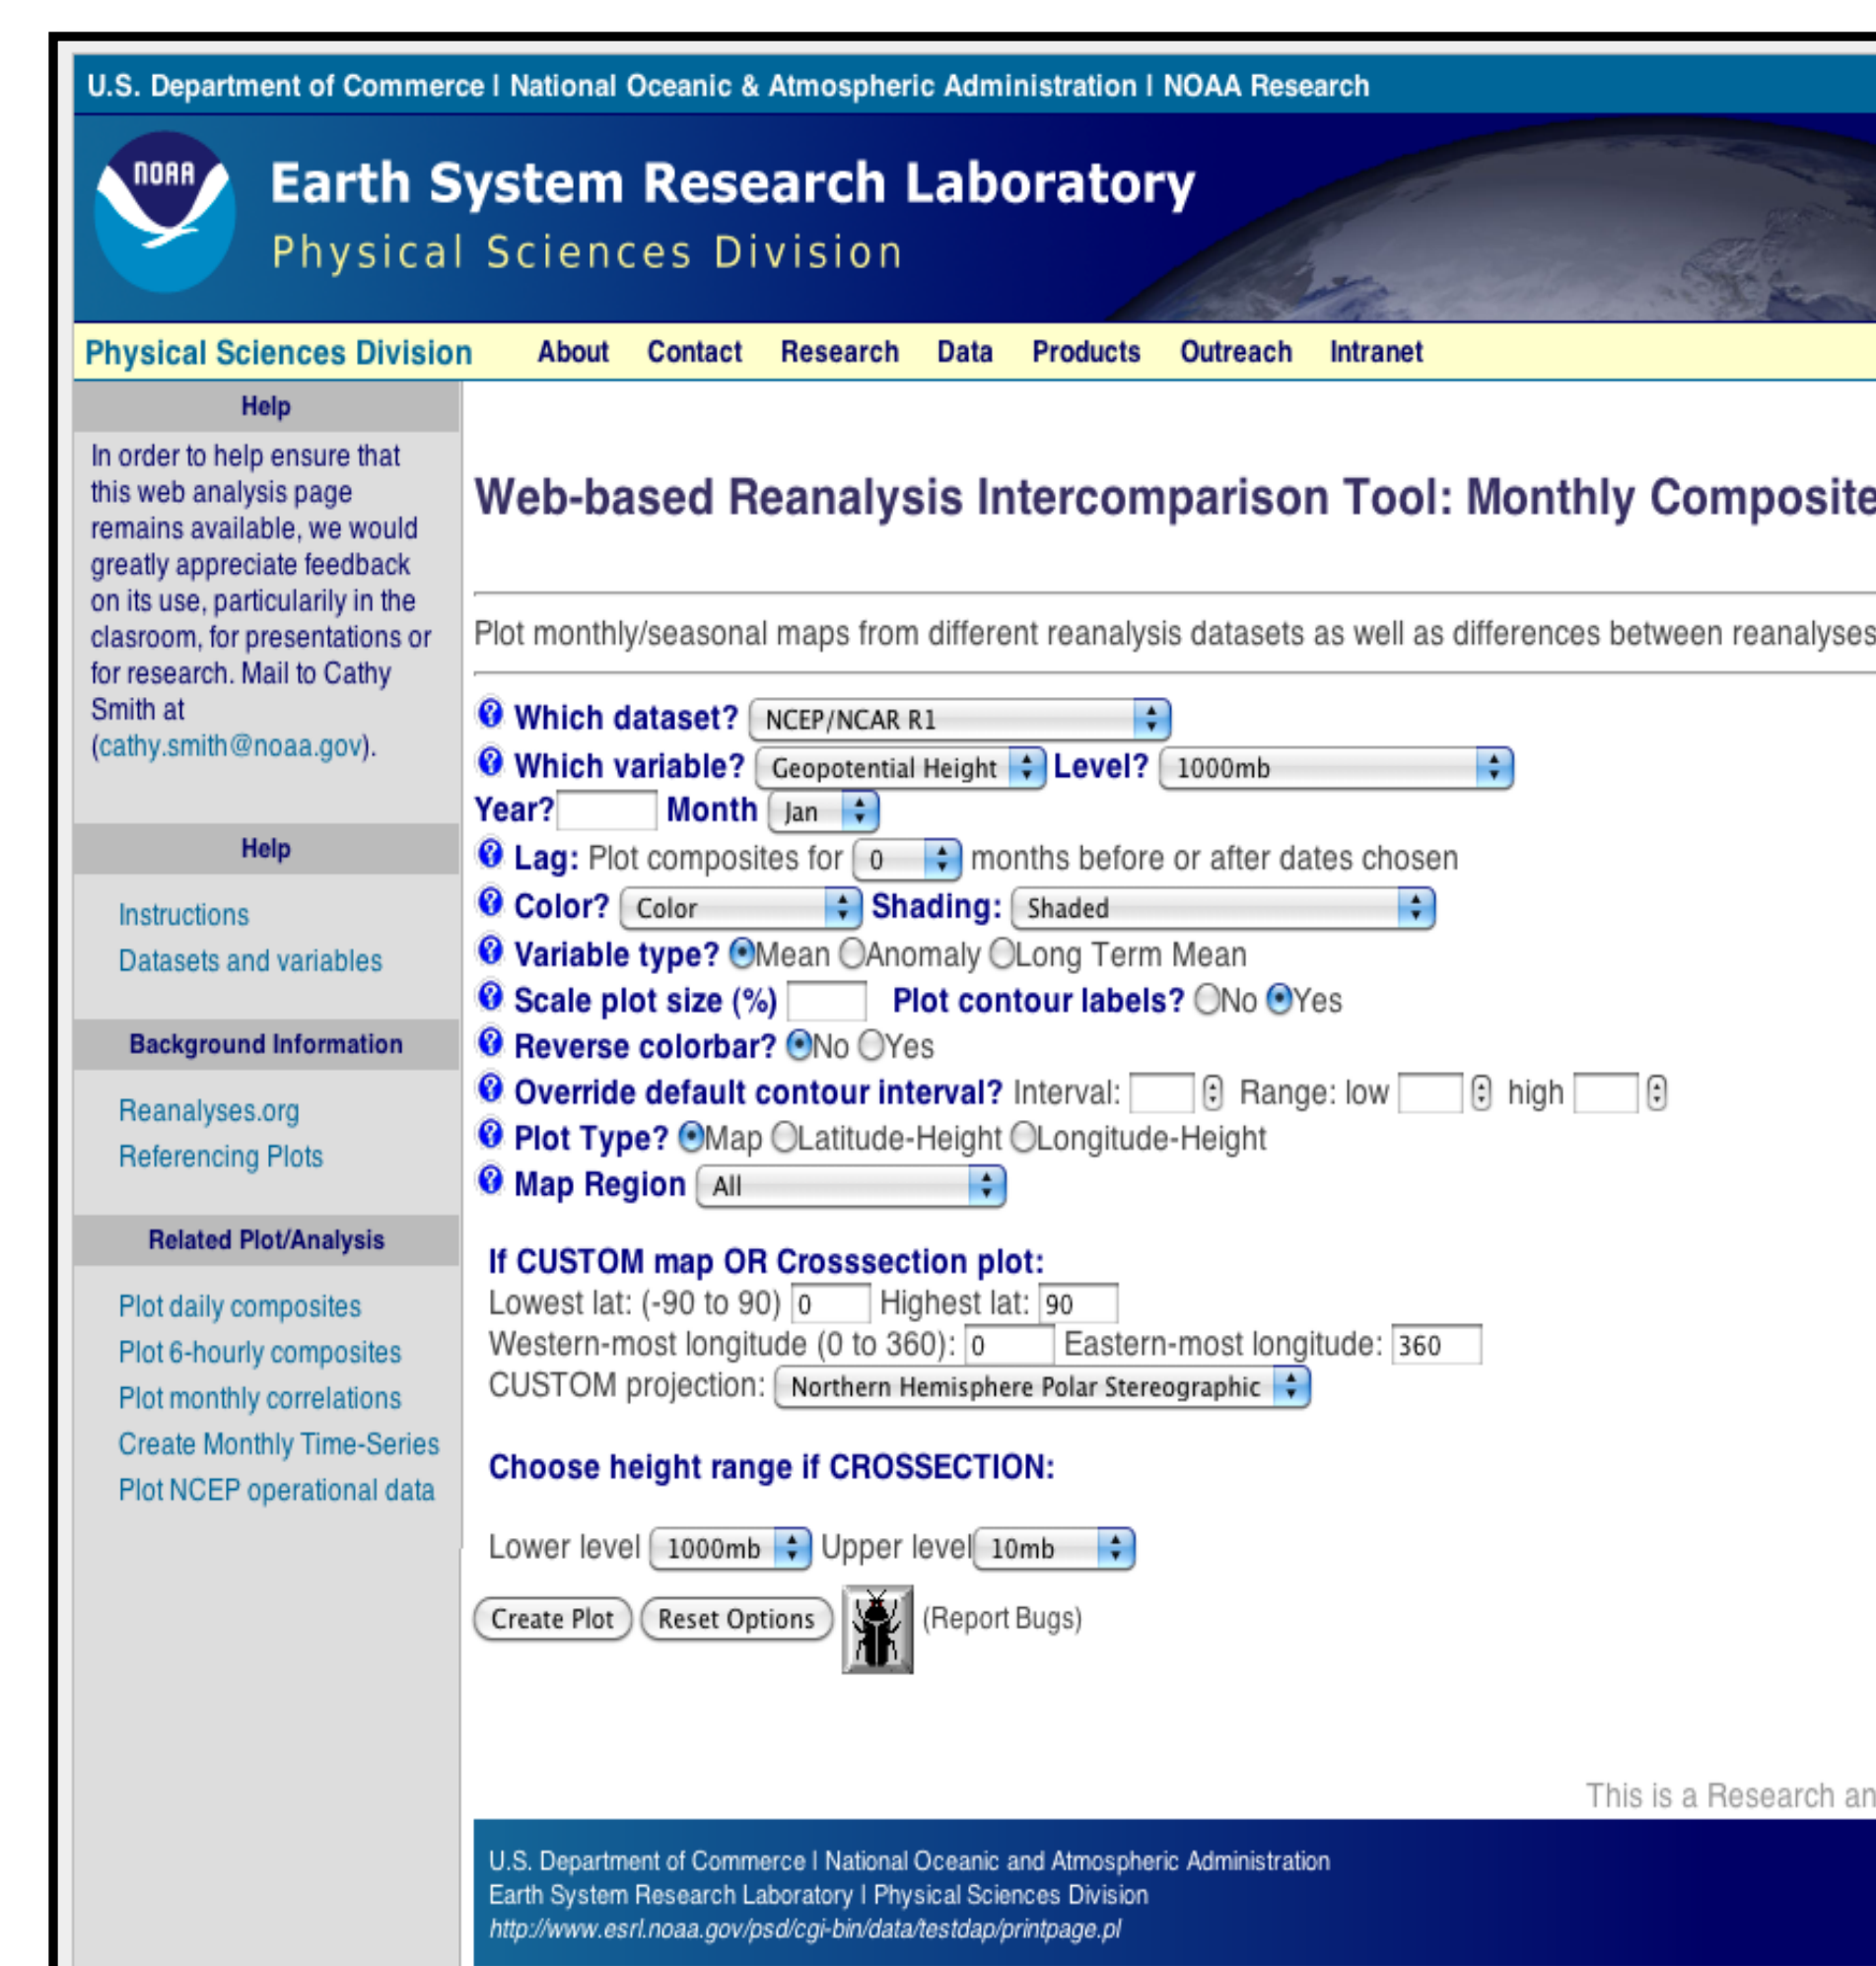 U.S. Department of Commerce | National Oceanic & Atmospheric Administration | NOAA Research
NOAA
Earth System Research Laboratory
Physical Sciences Division
Physical Sciences Division About Contact Research Data Products Outreach Intranet
Help
In order to help ensure that
this web analysis page
remains available, we would
greatly appreciate feedback
on its use, particularily in the
clasroom, for presentations or
for research. Mail to Cathy
Smith at
(cathy.smith@noaa.gov).
Help
Instructions
Datasets and variables
Background Information
Reanalyses.org
Referencing Plots
Related Plot/Analysis
Plot daily composites
Plot 6-hourly composites
Plot monthly correlations
Create Monthly Time-Series
Plot NCEP operational data
Web-based Reanalysis Intercomparison Tool: Monthly Composite
Plot monthly/seasonal maps from different reanalysis datasets as well as differences between reanalyses
? Which dataset? NCEP/NCAR R1
? Which variable? Geopotential Height Level? 1000mb
Year? Month Jan
? Lag: Plot composites for 0 months before or after dates chosen
? Color? Color Shading: Shaded
? Variable type? Mean Anomaly Long Term Mean
? Scale plot size (%) Plot contour labels? No Yes
? Reverse colorbar? No Yes
? Override default contour interval? Interval: Range: low high
? Plot Type? Map Latitude-Height Longitude-Height
? Map Region All
If CUSTOM map OR Crosssection plot:
Lowest lat: (-90 to 90) 0 Highest lat: 90
Western-most longitude (0 to 360): 0 Eastern-most longitude: 360
CUSTOM projection: Northern Hemisphere Polar Stereographic
Choose height range if CROSSECTION:
Lower level 1000mb Upper level 10mb
Create Plot Reset Options (Report Bugs)
This is a Research an
U.S. Department of Commerce | National Oceanic and Atmospheric Administration
Earth System Research Laboratory | Physical Sciences Division
http://www.esrl.noaa.gov/psd/cgi-bin/data/testdap/printpage.pl